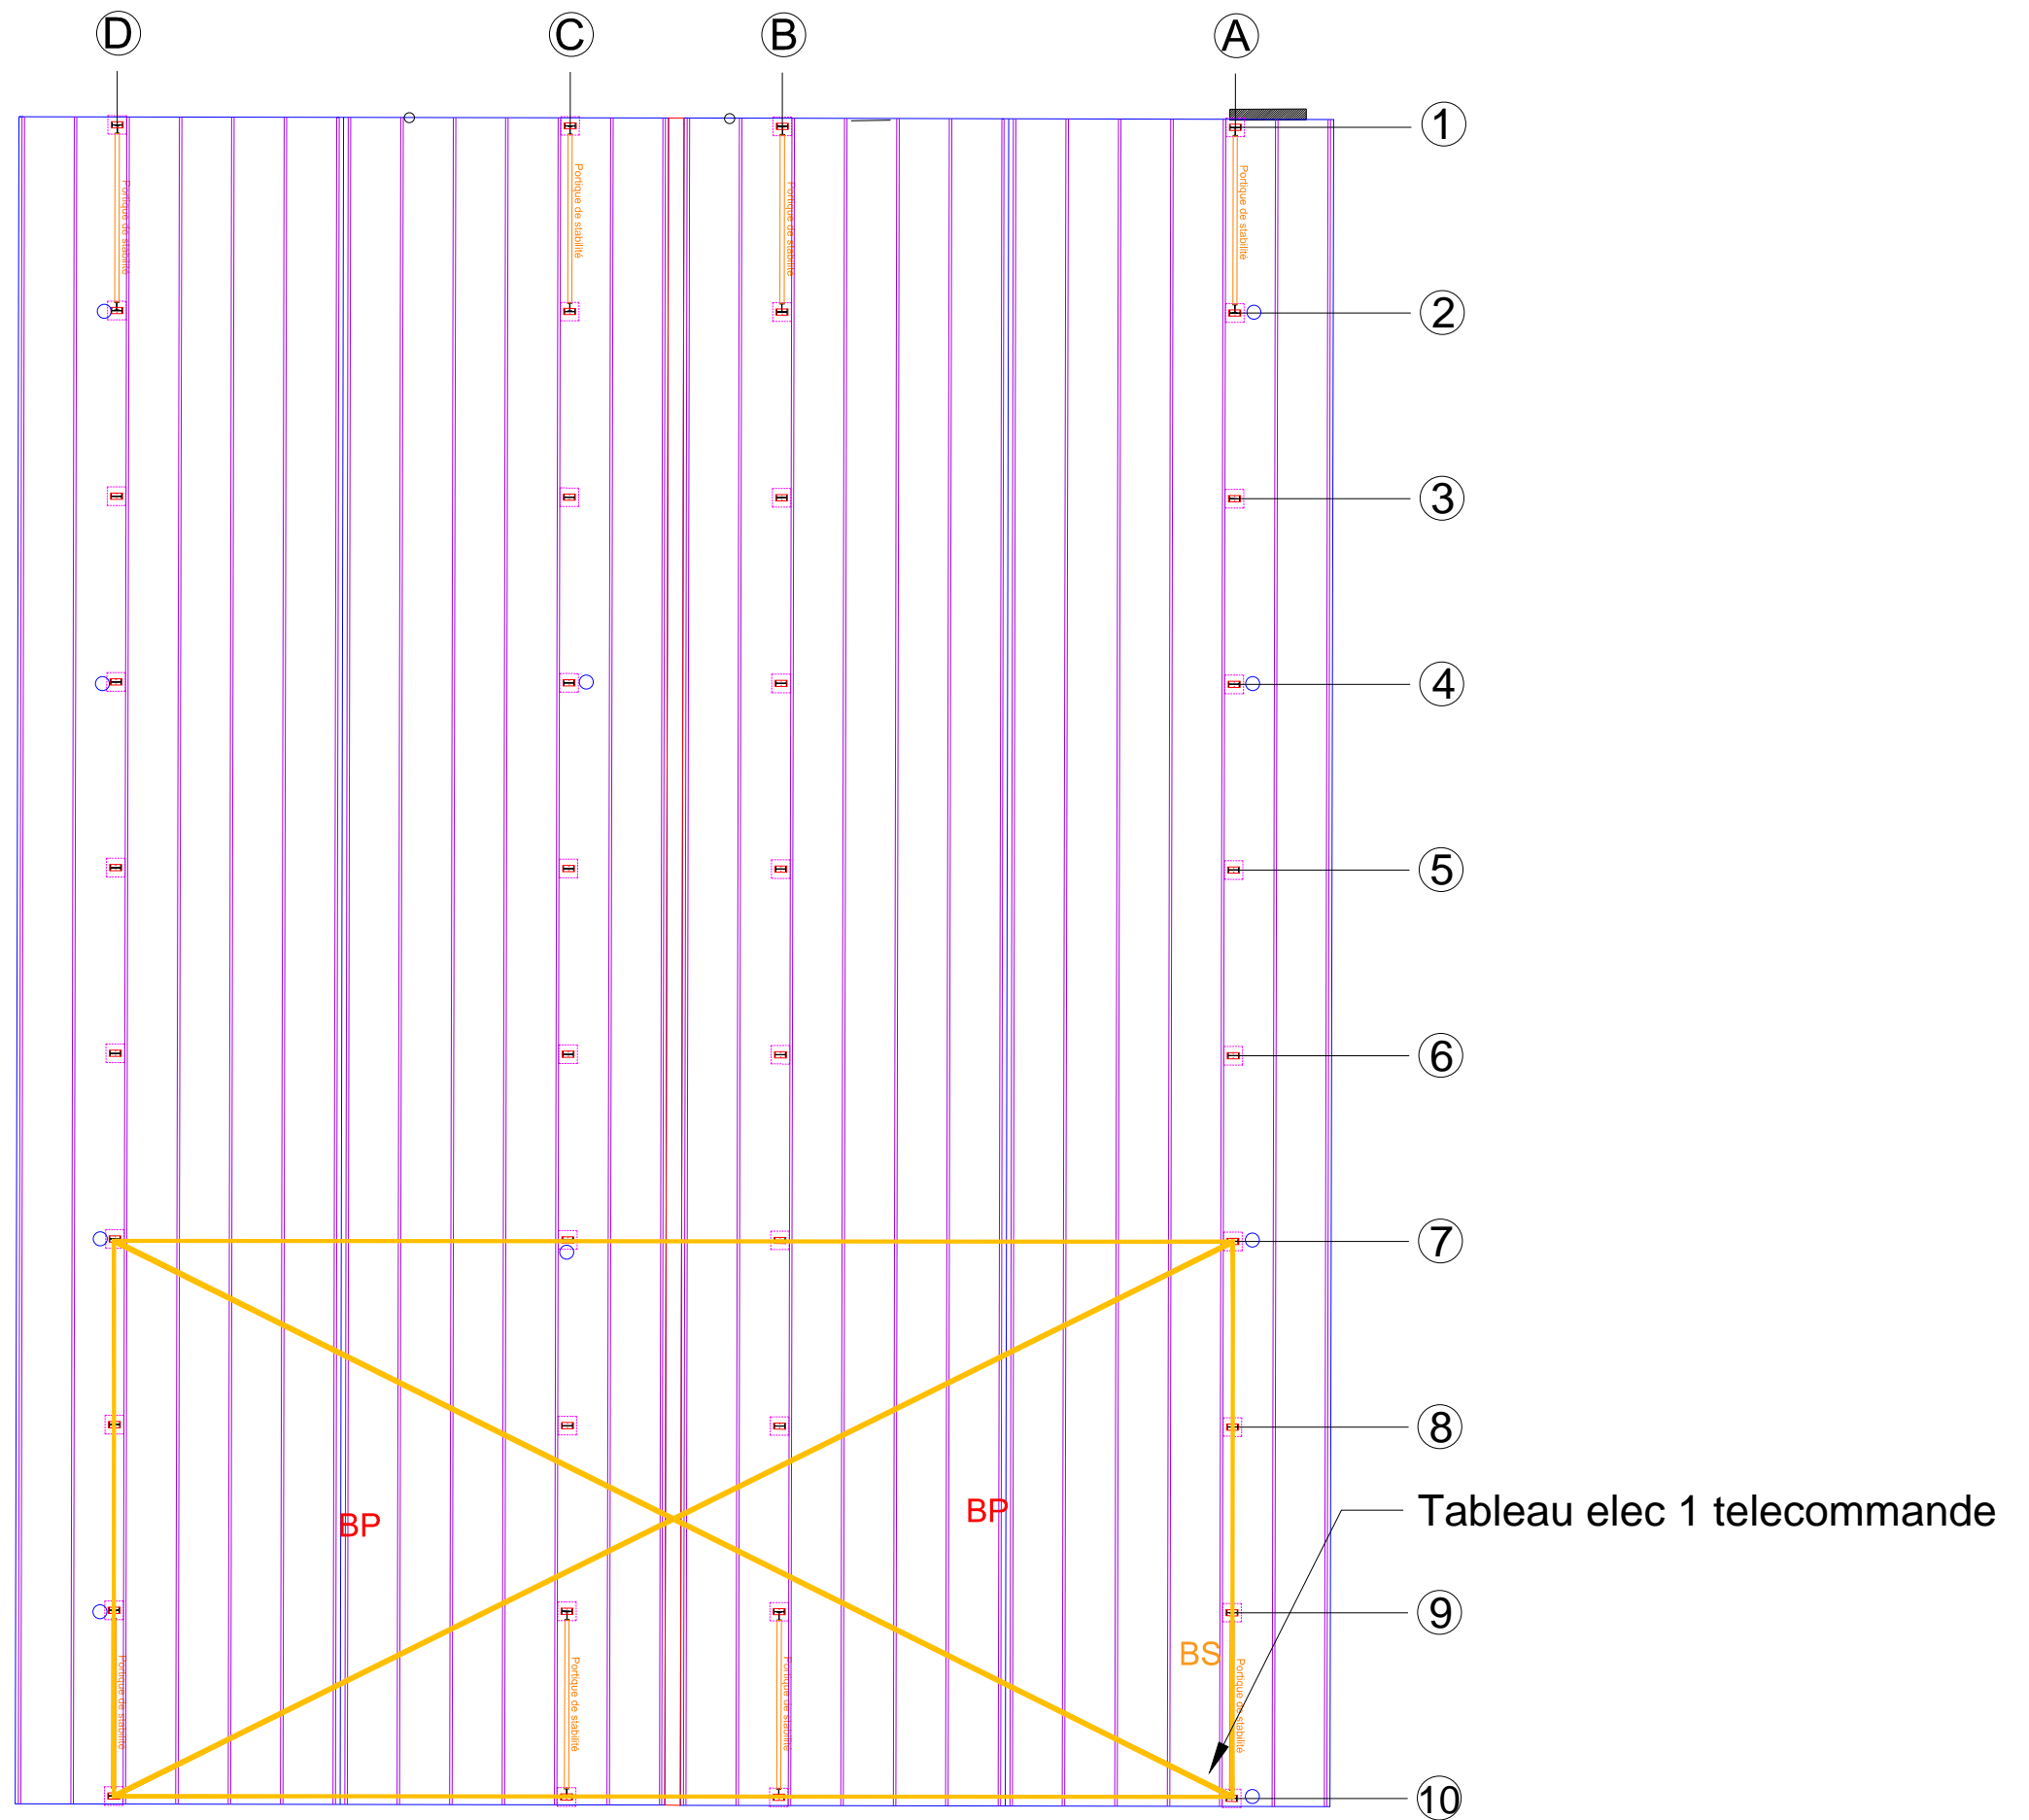 D
C
B
A
1
Portique de stabilité
Portique de stabilité
Portique de stabilité
Portique de stabilité
2
3
4
5
6
7
8
Tableau elec 1 telecommande
BP
BP
9
BS
Portique de stabilité
Portique de stabilité
Portique de stabilité
Portique de stabilité
10